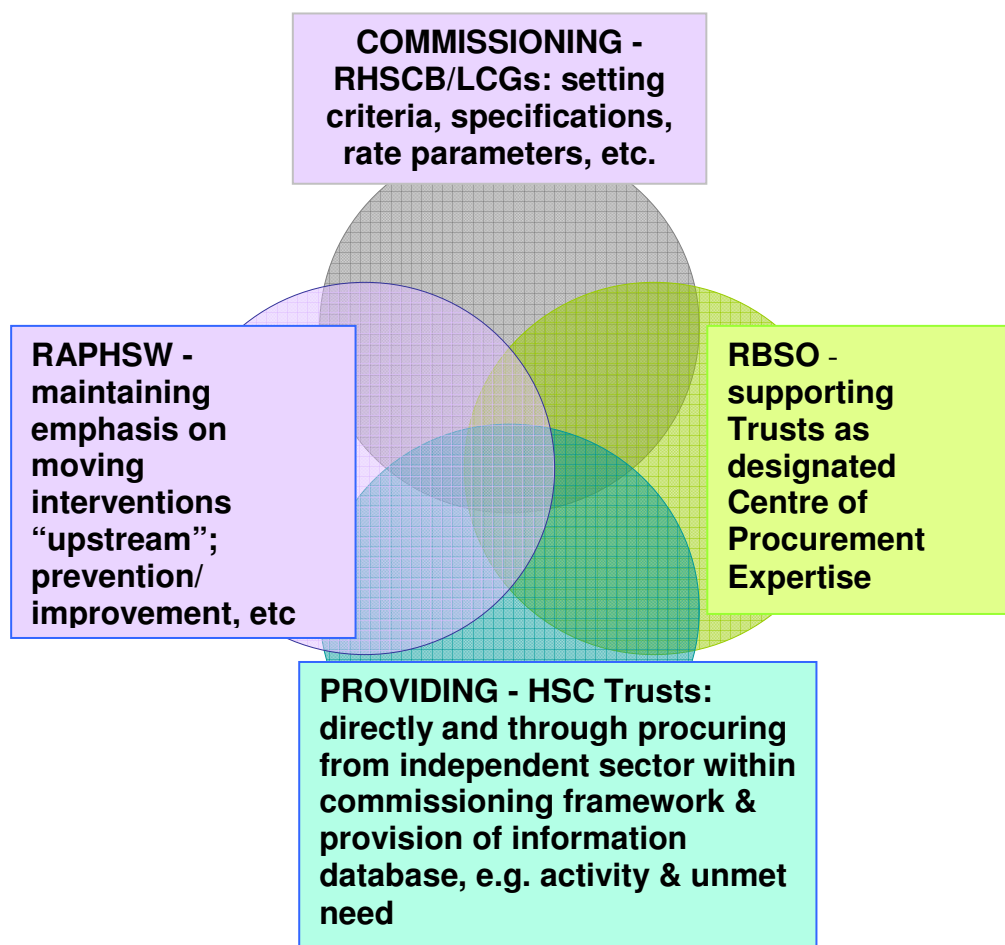 COMMISSIONING -
RHSCB/LCGs: setting
criteria, specifications,
rate parameters, etc.
RAPHSW -
maintaining
emphasis on
moving
interventions
“upstream”;
prevention/
improvement, etc
RBSO -
supporting
Trusts as
designated
Centre of
Procurement
Expertise
PROVIDING - HSC Trusts:
directly and through procuring
from independent sector within
commissioning framework &
provision of information
database, e.g. activity & unmet
need